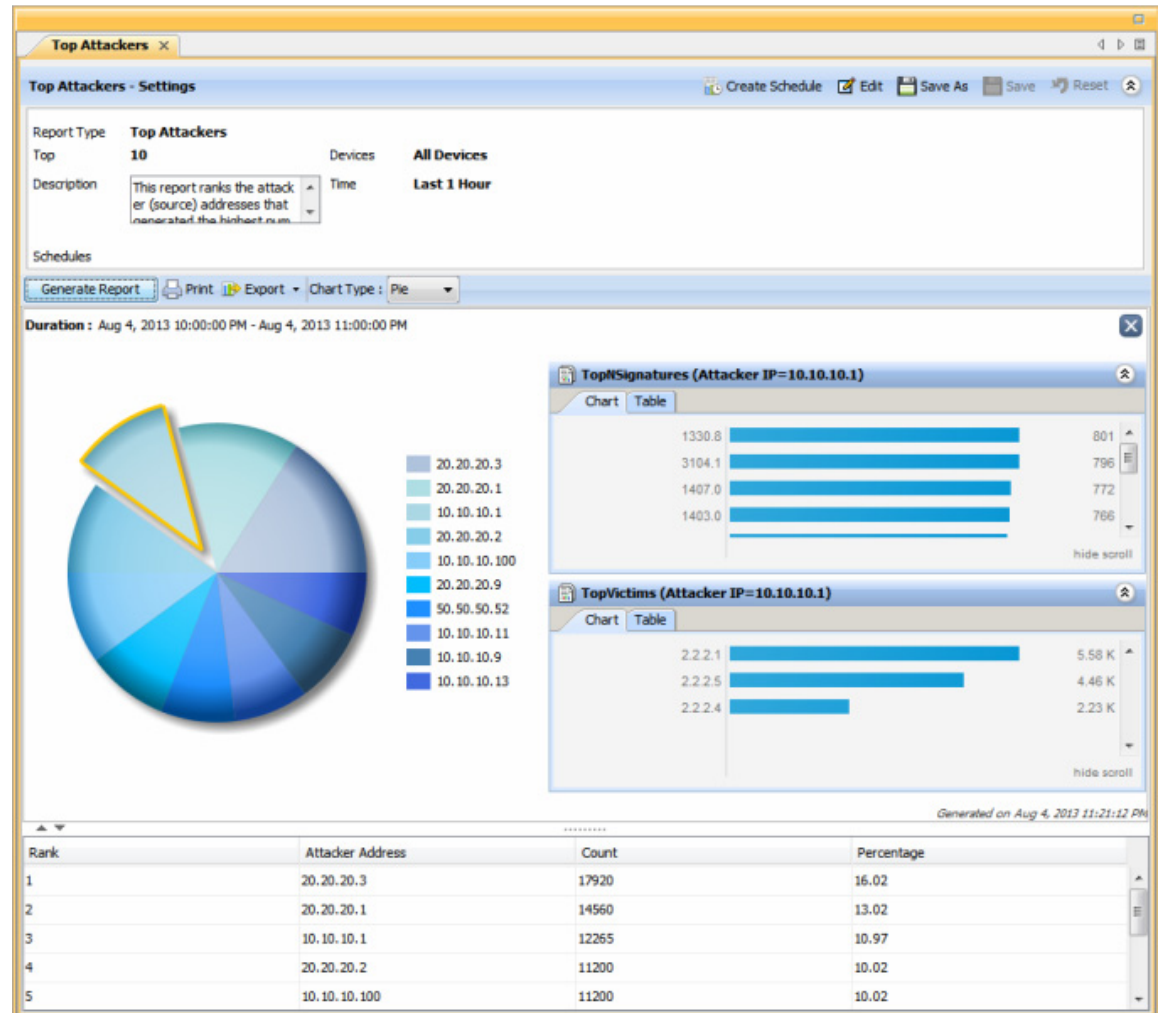 Top Attackers
Top Attackers - Settings Create Schedule Edit Save As Save Reset
Report Type Top Attackers
Top 10 Devices All Devices
Description This report ranks the attack Time Last 1 Hour
er (source) addresses that
generated the highest num
Schedules
Generate Report Print Export Chart Type : Pie
Duration : Aug 4, 2013 10:00:00 PM - Aug 4, 2013 11:00:00 PM
20.20.20.3
20.20.20.1
10.10.10.1
20.20.20.2
10.10.10.100
20.20.20.9
50.50.50.52
10.10.10.11
10.10.10.9
10.10.10.13
TopNSignatures (Attacker IP=10.10.10.1)
Chart Table
1330.8 801
3104.1 796
1407.0 772
1403.0 766
hide scroll
TopVictims (Attacker IP=10.10.10.1)
Chart Table
2.2.2.1 5.58 K
2.2.2.5 4.46 K
2.2.2.4 2.23 K
hide scroll
Generated on Aug 4, 2013 11:21:12 PM
Rank Attacker Address Count Percentage
1 20.20.20.3 17920 16.02
2 20.20.20.1 14560 13.02
3 10.10.10.1 12265 10.97
4 20.20.20.2 11200 10.02
5 10.10.10.100 11200 10.02